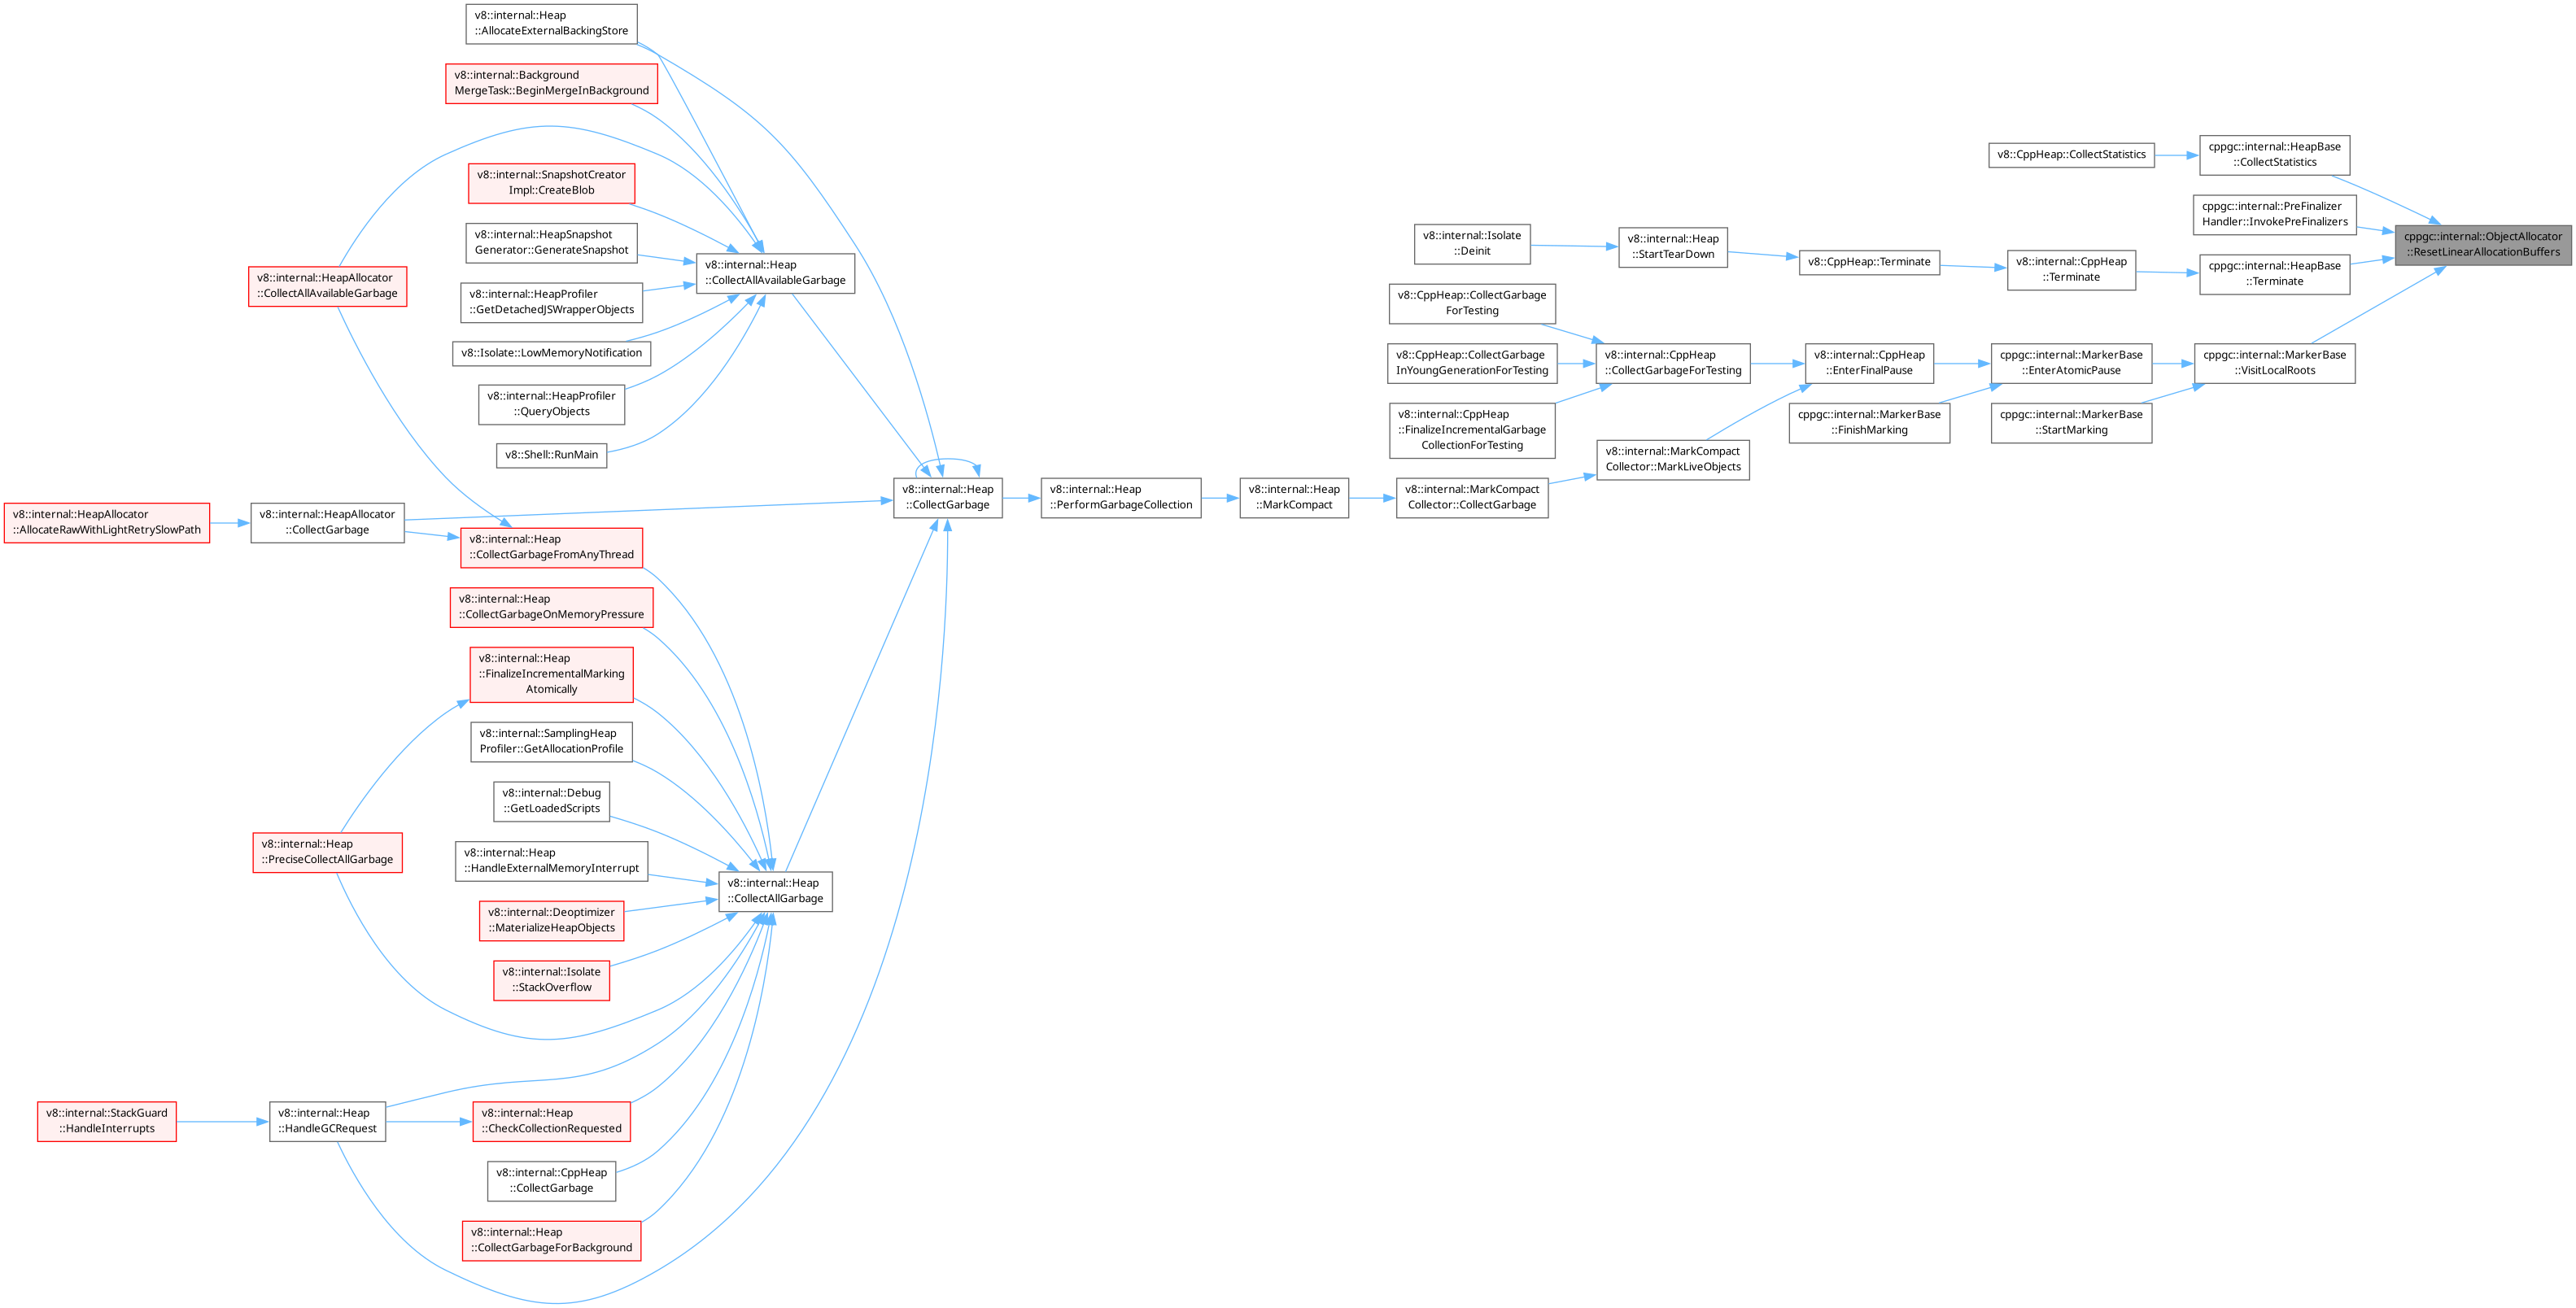 v8::internal::Heap
::AllocateExternalBackingStore
v8::internal::Background
MergeTask::BeginMergeInBackground
v8::internal::SnapshotCreator
Impl::CreateBlob
v8::internal::HeapSnapshot
Generator::GenerateSnapshot
v8::internal::HeapAllocator
::CollectAllAvailableGarbage
v8::internal::HeapProfiler
::GetDetachedJSWrapperObjects
v8::Isolate::LowMemoryNotification
v8::internal::HeapProfiler
::QueryObjects
v8::Shell::RunMain
v8::internal::Heap
::CollectAllAvailableGarbage
v8::internal::HeapAllocator
::AllocateRawWithLightRetrySlowPath
v8::internal::HeapAllocator
::CollectGarbage
v8::internal::Heap
::CollectGarbageFromAnyThread
v8::internal::Heap
::CollectGarbageOnMemoryPressure
v8::internal::Heap
::FinalizeIncrementalMarking
Atomically
v8::internal::SamplingHeap
Profiler::GetAllocationProfile
v8::internal::Debug
::GetLoadedScripts
v8::internal::Heap
::PreciseCollectAllGarbage
v8::internal::Heap
::HandleExternalMemoryInterrupt
v8::internal::Deoptimizer
::MaterializeHeapObjects
v8::internal::Isolate
::StackOverflow
v8::internal::Heap
::CollectAllGarbage
v8::internal::StackGuard
::HandleInterrupts
v8::internal::Heap
::HandleGCRequest
v8::internal::Heap
::CheckCollectionRequested
v8::internal::CppHeap
::CollectGarbage
v8::internal::Heap
::CollectGarbageForBackground
v8::internal::Heap
::CollectGarbage
v8::internal::Heap
::PerformGarbageCollection
v8::internal::Heap
::MarkCompact
v8::internal::MarkCompact
Collector::CollectGarbage
v8::internal::MarkCompact
Collector::MarkLiveObjects
v8::internal::Isolate
::Deinit
v8::internal::Heap
::StartTearDown
v8::CppHeap::Terminate
v8::internal::CppHeap
::Terminate
cppgc::internal::HeapBase
::Terminate
v8::CppHeap::CollectGarbage
ForTesting
v8::CppHeap::CollectGarbage
InYoungGenerationForTesting
v8::internal::CppHeap
::FinalizeIncrementalGarbage
CollectionForTesting
v8::internal::CppHeap
::CollectGarbageForTesting
v8::internal::CppHeap
::EnterFinalPause
cppgc::internal::MarkerBase
::FinishMarking
cppgc::internal::MarkerBase
::EnterAtomicPause
cppgc::internal::MarkerBase
::StartMarking
cppgc::internal::MarkerBase
::VisitLocalRoots
v8::CppHeap::CollectStatistics
cppgc::internal::HeapBase
::CollectStatistics
cppgc::internal::PreFinalizer
Handler::InvokePreFinalizers
cppgc::internal::ObjectAllocator
::ResetLinearAllocationBuffers